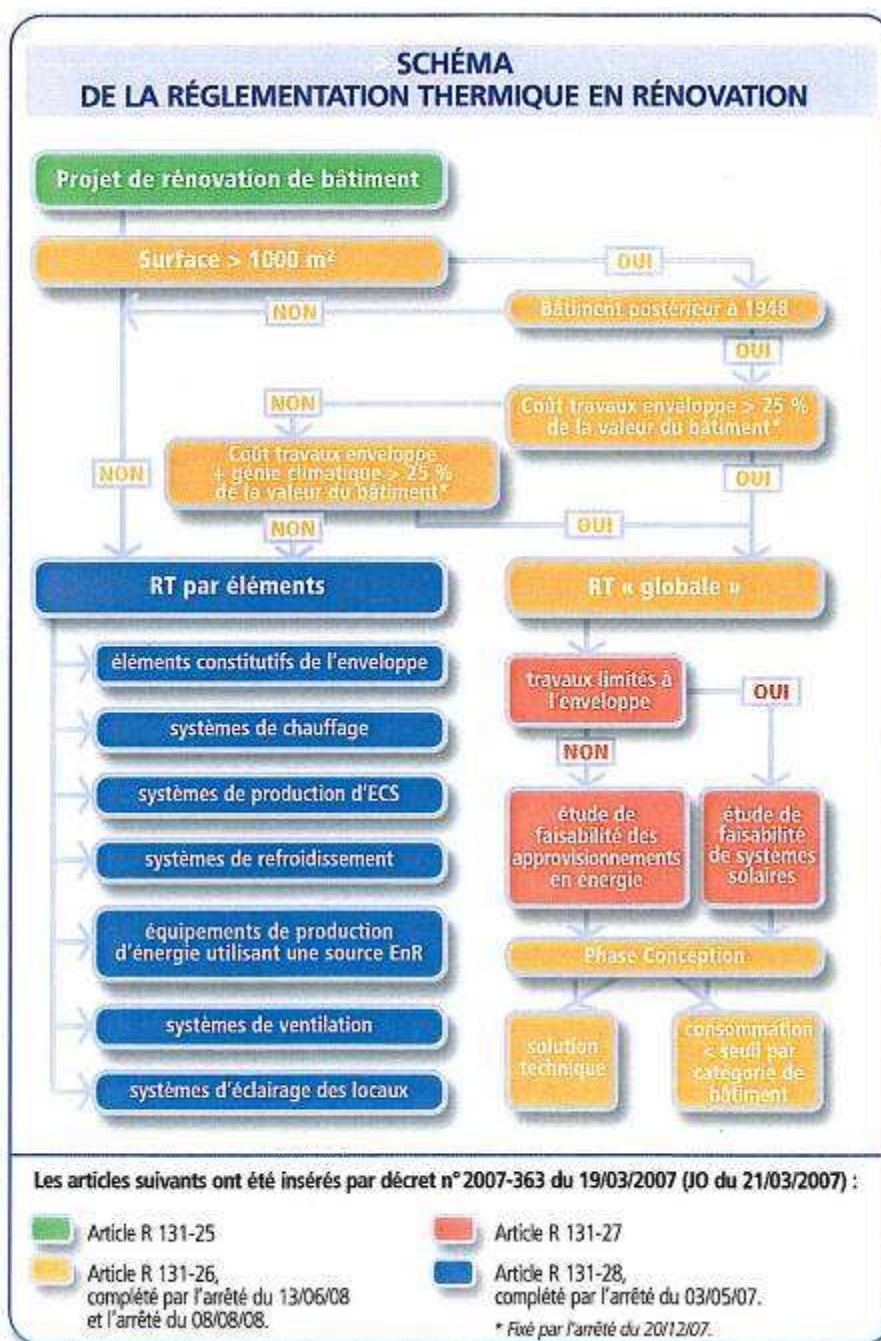 SCHÉMA
DE LA RÉGLEMENTATION THERMIQUE EN RÉNOVATION
Projet de rénovation de bâtiment
Surface > 1000 m²
OUI
Bâtiment postérieur à 1948
NON
OUI
Coût travaux enveloppe > 25 %
de la valeur du bâtiment*
NON
Coût travaux enveloppe
+ génie climatique > 25 %
de la valeur du bâtiment*
NON
OUI
NON
OUI
RT par éléments
RT « globale »
éléments constitutifs de l'enveloppe
systèmes de chauffage
systèmes de production d'ECS
systèmes de refroidissement
équipements de production
d'énergie utilisant une source EnR
systèmes de ventilation
systèmes d'éclairage des locaux
travaux limités à
l'enveloppe
OUI
NON
étude de
faisabilité des
approvisionnements
en énergie
étude de
faisabilité
de systèmes
solaires
Phase Conception
solution
technique
consommation
< seuil par
catégorie de
bâtiment
Les articles suivants ont été insérés par décret n° 2007-363 du 19/03/2007 (JO du 21/03/2007) :
Article R 131-25
Article R 131-26,
complété par l'arrêté du 13/06/08
et l'arrêté du 08/08/08.
Article R 131-27
Article R 131-28,
complété par l'arrêté du 03/05/07.
* Fixé par l'arrêté du 20/12/07.